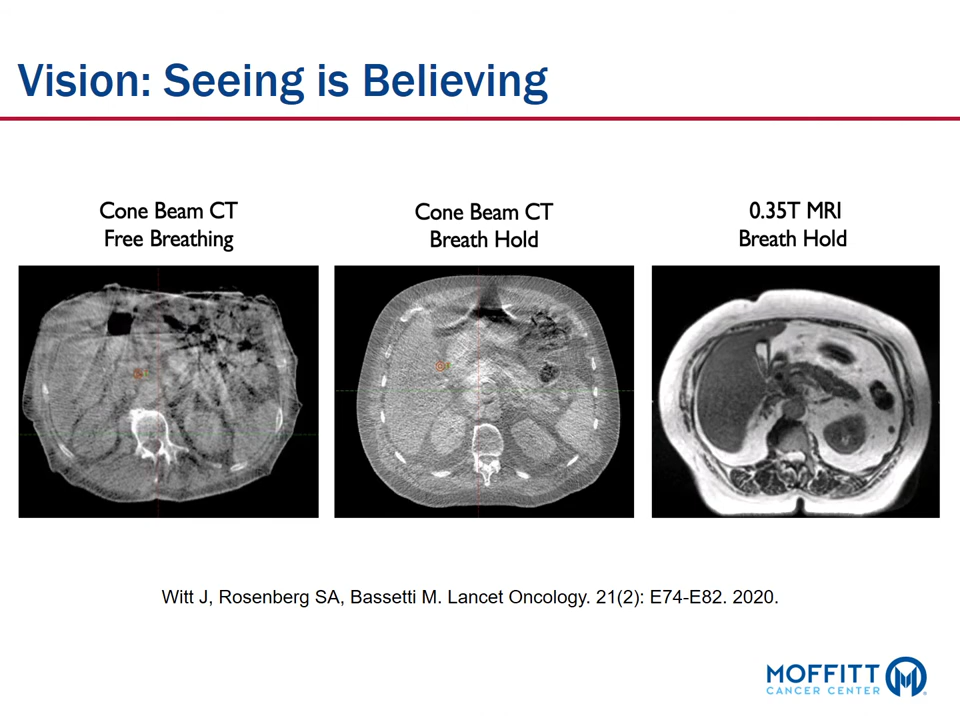 Vision: Seeing is Believing
Cone Beam CT
Free Breathing
Cone Beam CT
Breath Hold
0.35T MRI
Breath Hold
Witt J, Rosenberg SA, Bassetti M. Lancet Oncology. 21(2): E74-E82. 2020.
MOFFITT
CANCER CENTER